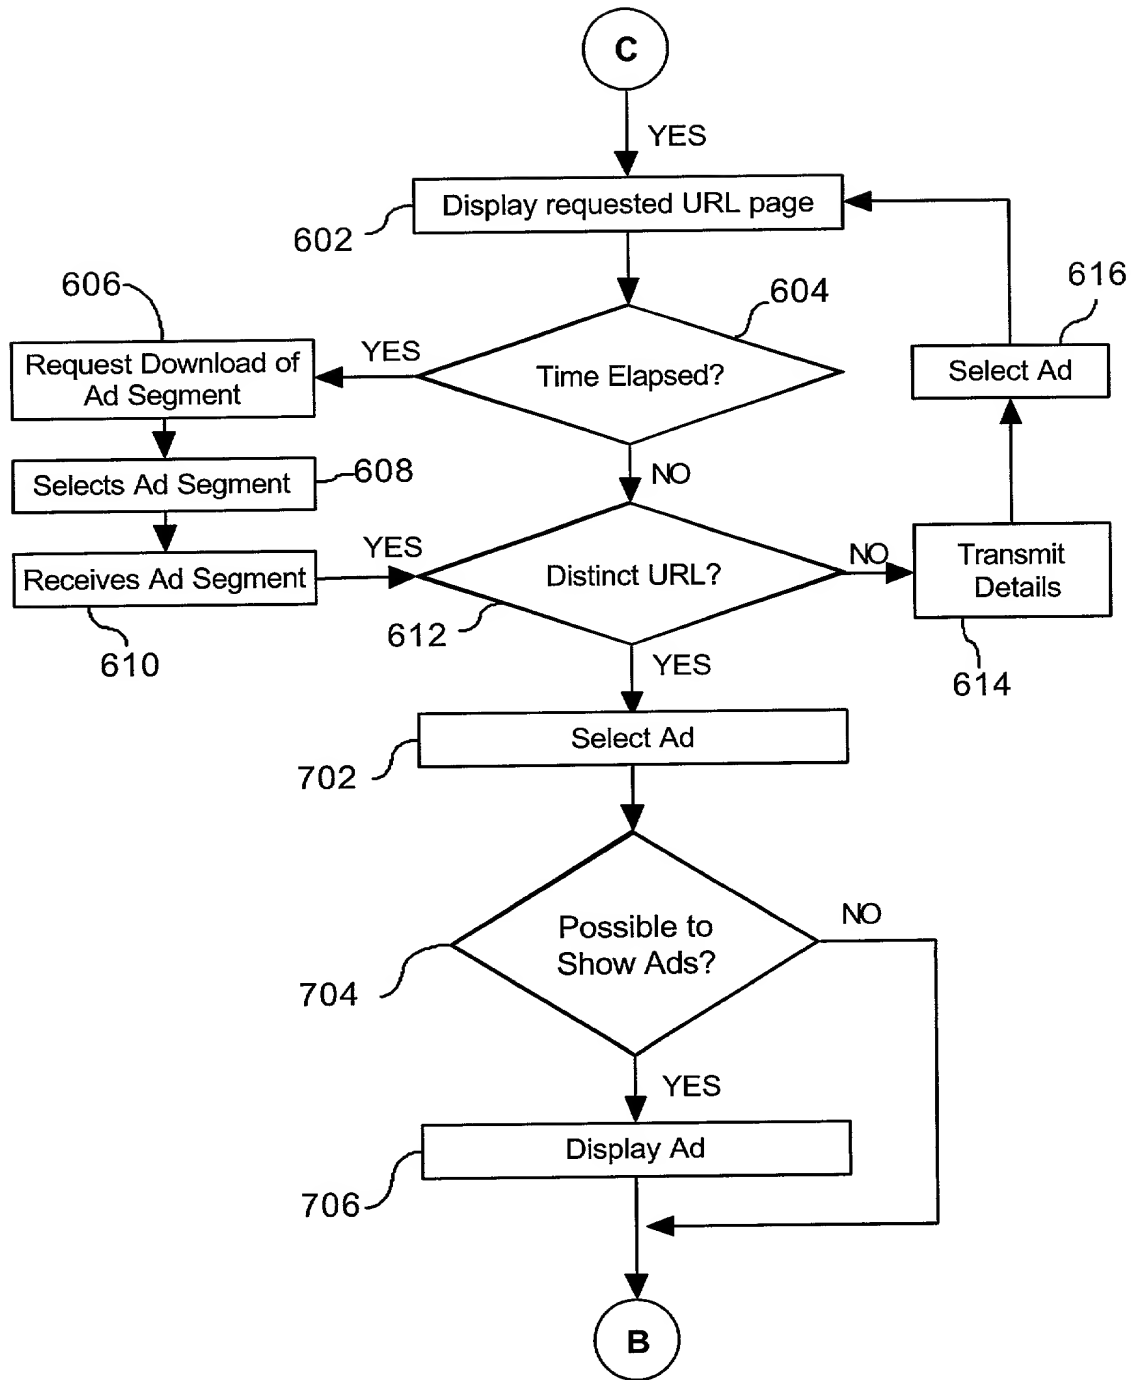 C
YES
Display requested URL page
602
606
604
616
Request Download of
Ad Segment
YES
Time Elapsed?
Select Ad
NO
Selects Ad Segment
608
YES
Receives Ad Segment
Distinct URL?
NO
Transmit
Details
612
610
YES
614
Select Ad
702
Possible to
Show Ads?
NO
704
YES
Display Ad
706
B